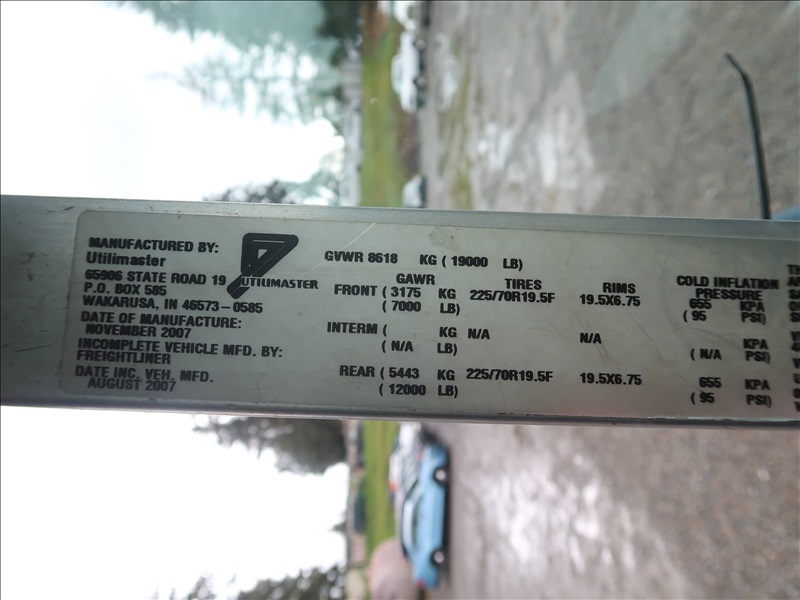 MANUFACTURED BY:
Utilimaster
65906 STATE ROAD 19
P.O. BOX 585
WAKARUSA, IN 46573-0585
DATE OF MANUFACTURE:
NOVEMBER 2007
INCOMPLETE VEHICLE MFD. BY:
FREIGHTLINER
DATE INC. VEH. MFD.
AUGUST 2007
UTILIMASTER
GVWR 8618 KG ( 19000 LB)
GAWR TIRES RIMS COLD INFLATION PRESSURE
FRONT ( 3175 KG 225/70R19.5F 19.5X6.75 655 KPA
( 7000 LB) ( 95 PSI)
INTERM ( KG N/A N/A KPA
( N/A LB) ( N/A PSI)
REAR ( 5443 KG 225/70R19.5F 19.5X6.75 655 KPA
( 12000 LB) ( 95 PSI)